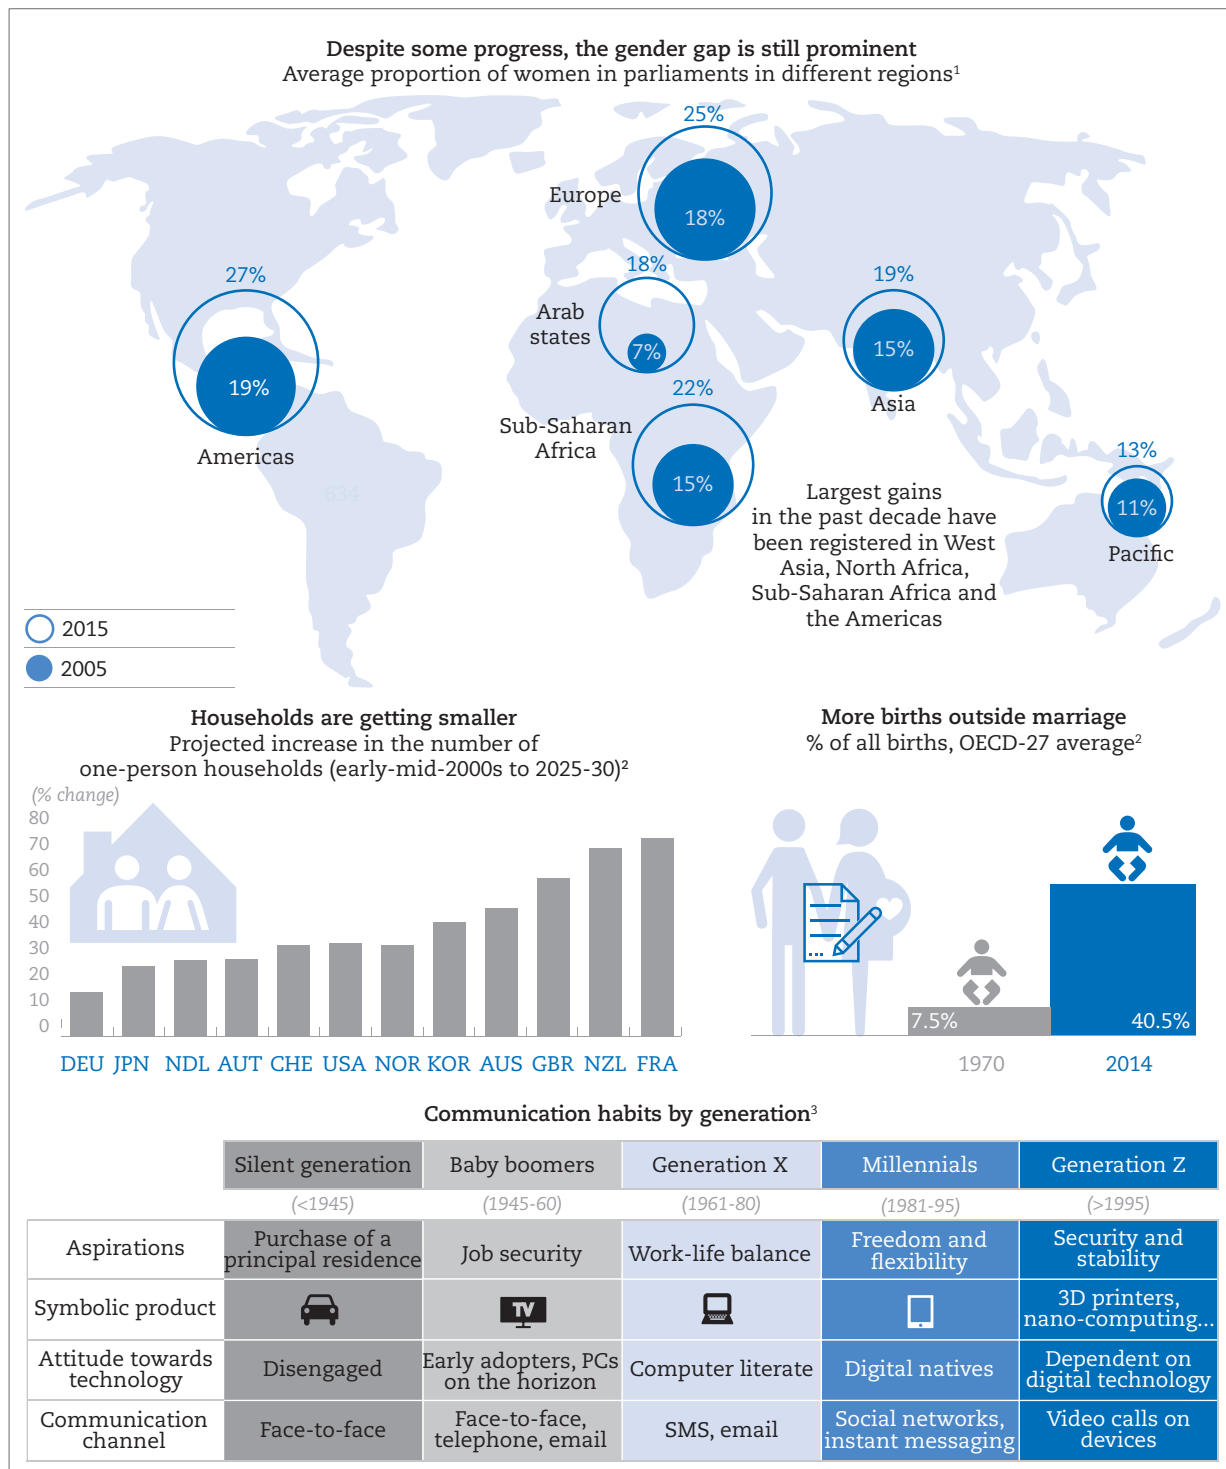 Despite some progress, the gender gap is still prominent
Average proportion of women in parliaments in different regions¹
25%
Europe
18%
27%
19%
Americas
18%
Arab
states
7%
19%
15%
Asia
22%
Sub-Saharan
Africa
15%
13%
11%
Pacific
634
Largest gains
in the past decade have
been registered in West
Asia, North Africa,
Sub-Saharan Africa and
the Americas
2015
2005
Households are getting smaller
Projected increase in the number of
one-person households (early-mid-2000s to 2025-30)²
(% change)
80
70
60
50
40
30
20
10
0
DEU JPN NDL AUT CHE USA NOR KOR AUS GBR NZL FRA
More births outside marriage
% of all births, OECD-27 average²
7.5%
40.5%
1970
2014
Communication habits by generation³
Silent generation
Baby boomers
Generation X
Millennials
Generation Z
(<1945)
(1945-60)
(1961-80)
(1981-95)
(>1995)
Aspirations
Purchase of a
principal residence
Job security
Work-life balance
Freedom and
flexibility
Security and
stability
Symbolic product
TV
3D printers,
nano-computing...
Attitude towards
technology
Disengaged
Early adopters, PCs
on the horizon
Computer literate
Digital natives
Dependent on
digital technology
Communication
channel
Face-to-face
Face-to-face,
telephone, email
SMS, email
Social networks,
instant messaging
Video calls on
devices